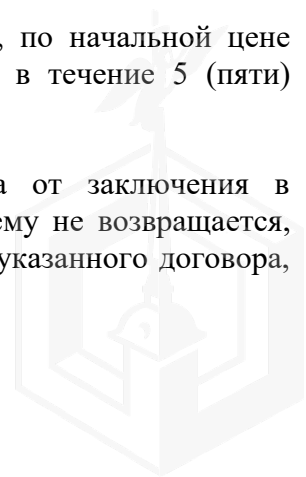 , по начальной цене
в течение 5 (пяти)
а от заключения в
ему не возвращается,
указанного договора,